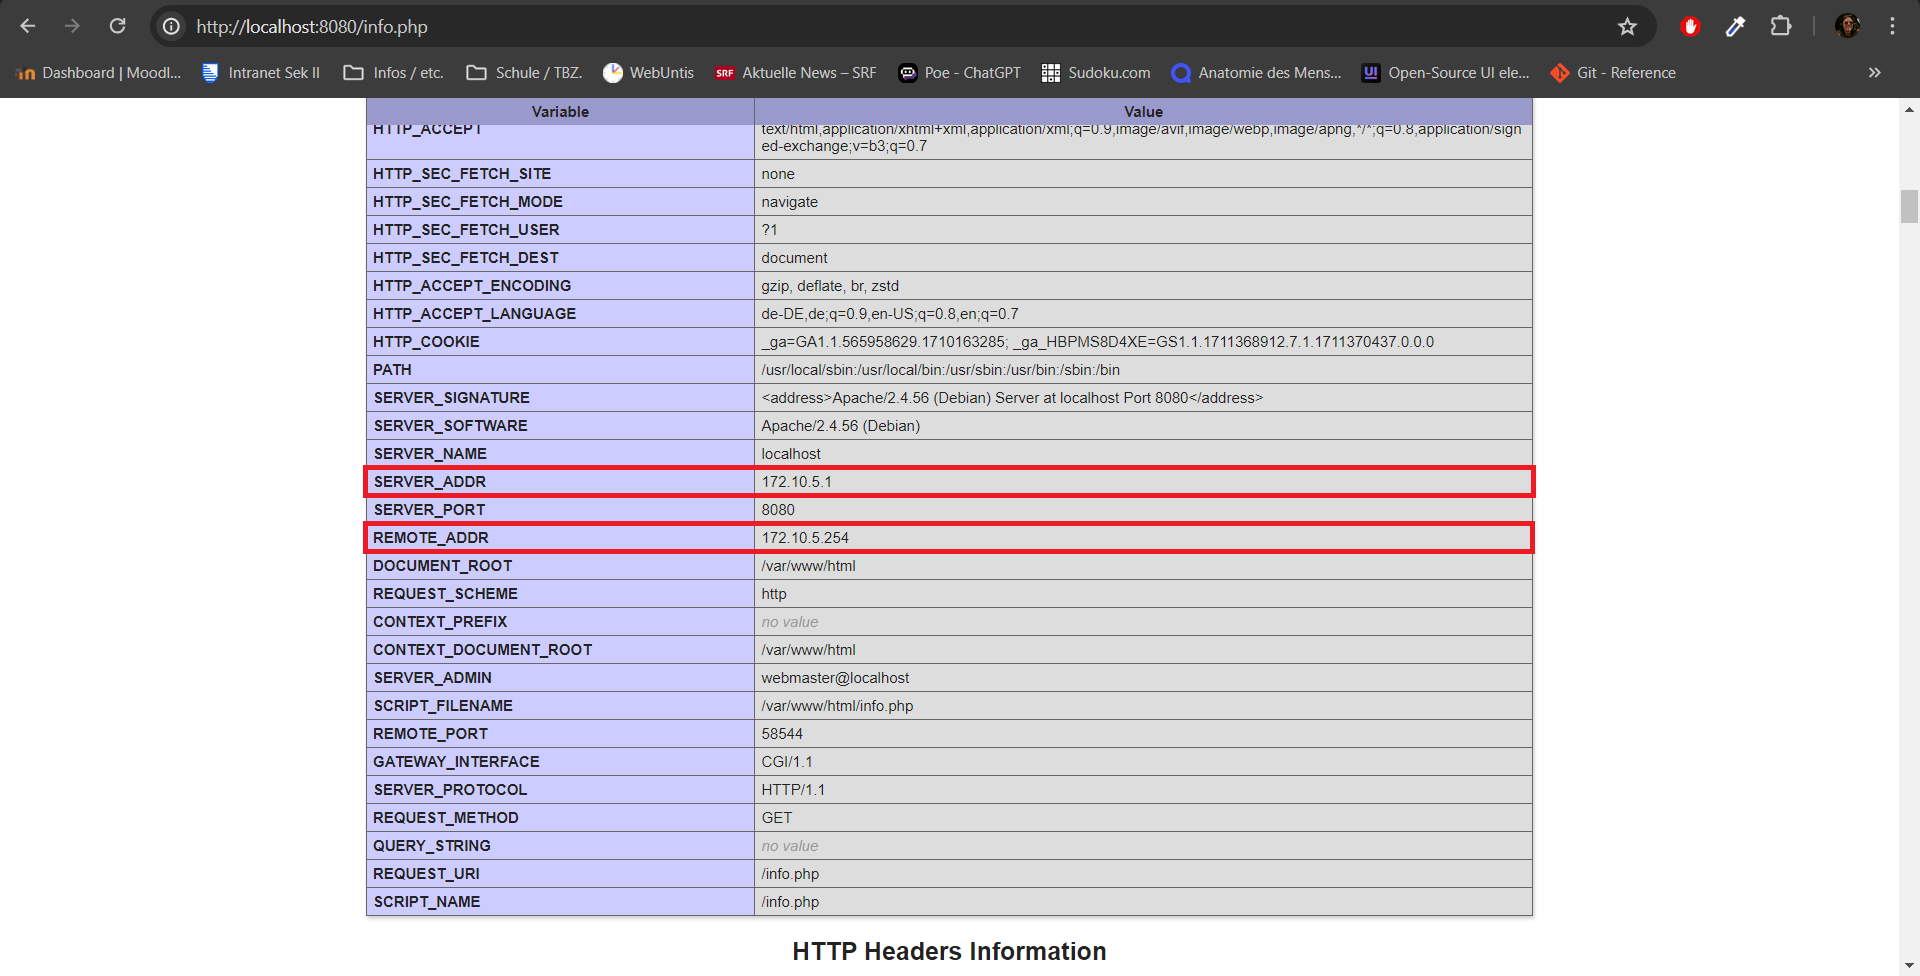 http://localhost:8080/info.php
Dashboard | Moodl... Intranet Sek II Infos / etc. Schule / TBZ. WebUntis SRF Aktuelle News – SRF Poe - ChatGPT Sudoku.com Anatomie des Mens... UI Open-Source UI ele... Git - Reference »
Variable Value
HTTP_ACCEPT text/html,application/xhtml+xml,application/xml;q=0.9,image/avif,image/webp,image/apng,*/*;q=0.8,application/sign
ed-exchange;v=b3;q=0.7
HTTP_SEC_FETCH_SITE none
HTTP_SEC_FETCH_MODE navigate
HTTP_SEC_FETCH_USER ?1
HTTP_SEC_FETCH_DEST document
HTTP_ACCEPT_ENCODING gzip, deflate, br, zstd
HTTP_ACCEPT_LANGUAGE de-DE,de;q=0.9,en-US;q=0.8,en;q=0.7
HTTP_COOKIE _ga=GA1.1.565958629.1710163285; _ga_HBPMS8D4XE=GS1.1.1711368912.7.1.1711370437.0.0.0
PATH /usr/local/sbin:/usr/local/bin:/usr/sbin:/usr/bin:/sbin:/bin
SERVER_SIGNATURE <address>Apache/2.4.56 (Debian) Server at localhost Port 8080</address>
SERVER_SOFTWARE Apache/2.4.56 (Debian)
SERVER_NAME localhost
SERVER_ADDR 172.10.5.1
SERVER_PORT 8080
REMOTE_ADDR 172.10.5.254
DOCUMENT_ROOT /var/www/html
REQUEST_SCHEME http
CONTEXT_PREFIX no value
CONTEXT_DOCUMENT_ROOT /var/www/html
SERVER_ADMIN webmaster@localhost
SCRIPT_FILENAME /var/www/html/info.php
REMOTE_PORT 58544
GATEWAY_INTERFACE CGI/1.1
SERVER_PROTOCOL HTTP/1.1
REQUEST_METHOD GET
QUERY_STRING no value
REQUEST_URI /info.php
SCRIPT_NAME /info.php
HTTP Headers Information